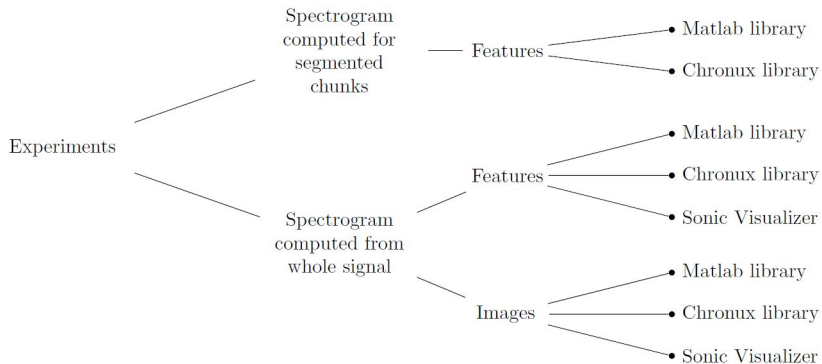 Experiments
Spectrogram
computed for
segmented
chunks
Features
Matlab library
Chronux library
Spectrogram
computed from
whole signal
Features
Matlab library
Chronux library
Sonic Visualizer
Images
Matlab library
Chronux library
Sonic Visualizer